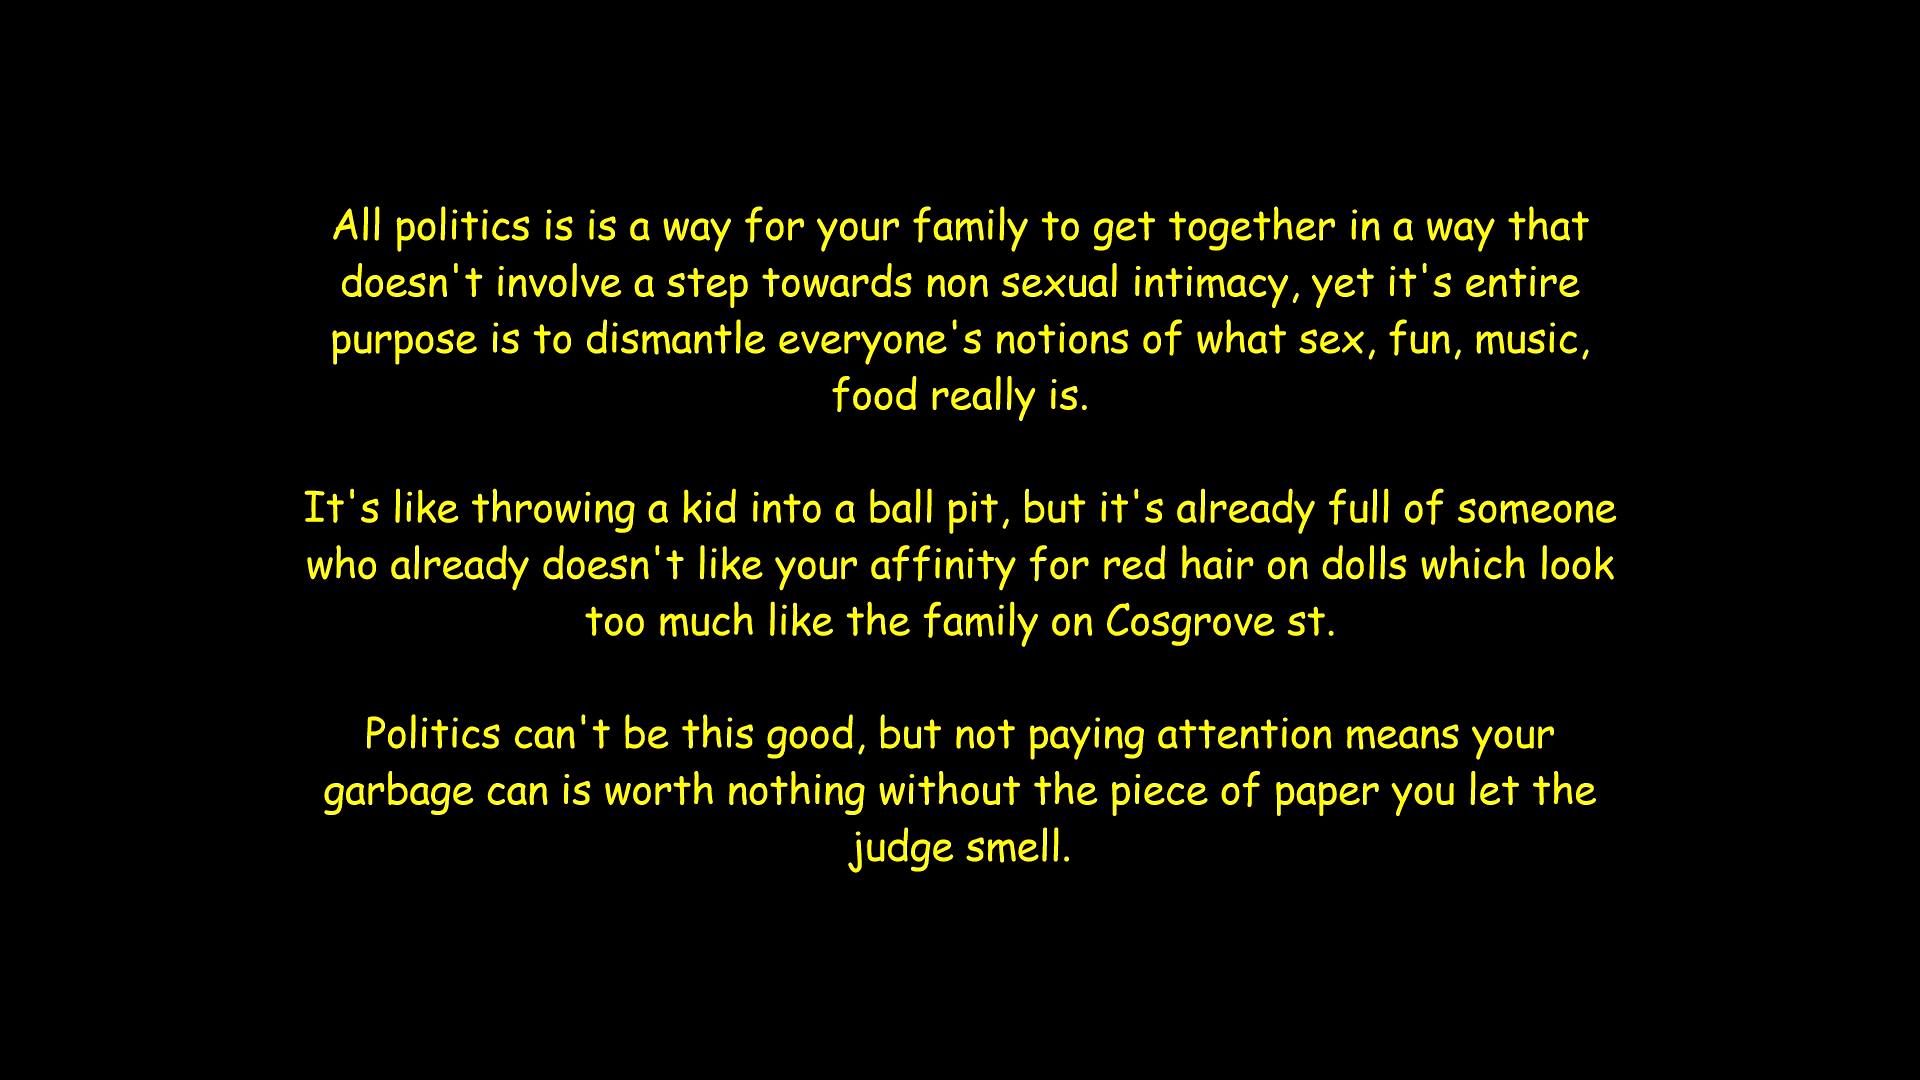 All politics is is a way for your family to get together in a way that
doesn't involve a step towards non sexual intimacy, yet it's entire
purpose is to dismantle everyone's notions of what sex, fun, music,
food really is.
It's like throwing a kid into a ball pit, but it's already full of someone
who already doesn't like your affinity for red hair on dolls which look
too much like the family on Cosgrove st.
Politics can't be this good, but not paying attention means your
garbage can is worth nothing without the piece of paper you let the
judge smell.